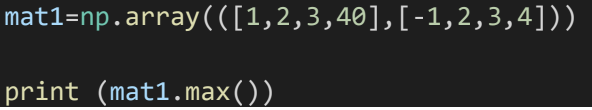 mat1=np.array(([1,2,3,40],[-1,2,3,4]))
print (mat1.max())